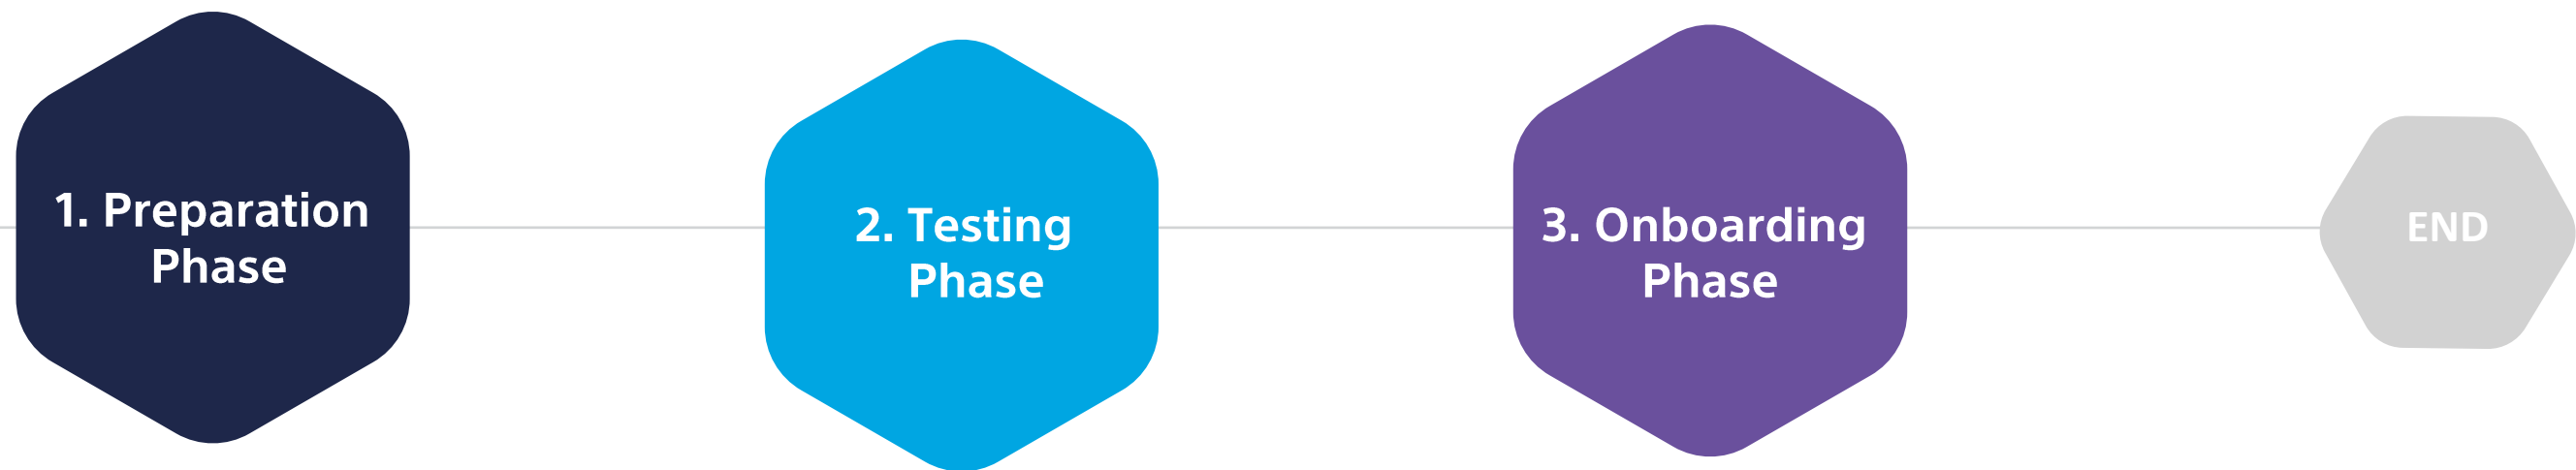 1. Preparation
Phase
2. Testing
Phase
3. Onboarding
Phase
END